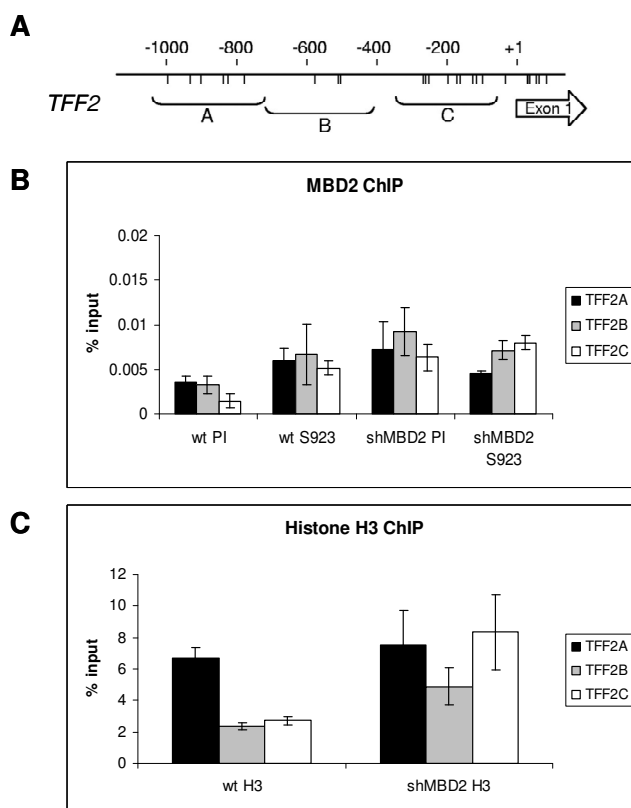 A
-1000 -800 -600 -400 -200 +1
TFF2
A B C Exon 1
B
MBD2 ChIP
0.02
0.015
0.01
0.005
0
% input
wt PI wt S923 shMBD2 PI shMBD2 S923
TFF2A
TFF2B
TFF2C
C
Histone H3 ChIP
12
10
8
6
4
2
0
% input
wt H3 shMBD2 H3
TFF2A
TFF2B
TFF2C